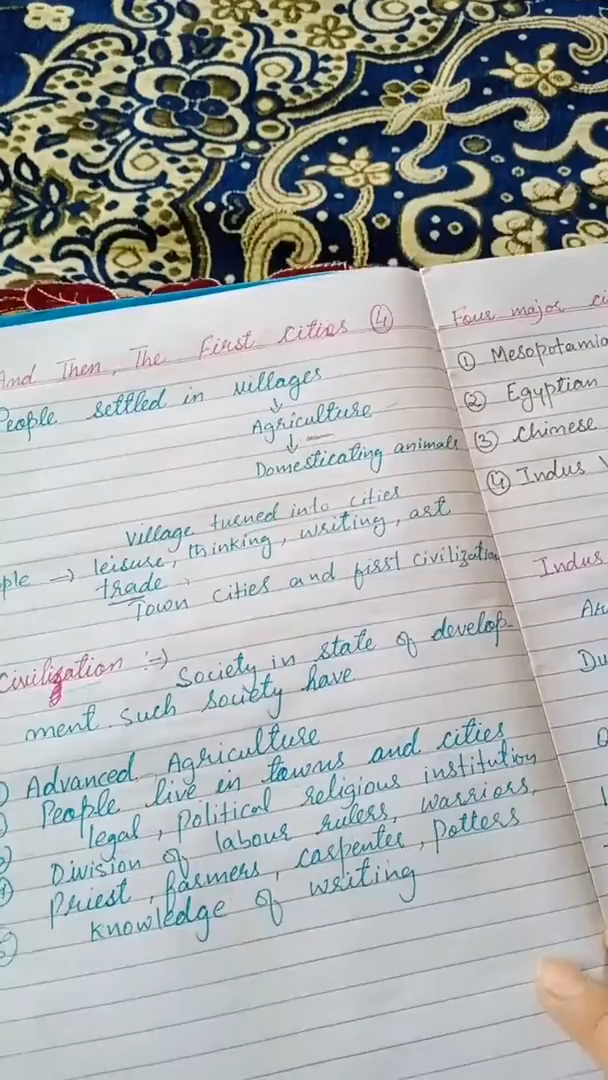 And Then, The First Cities ④
People settled in villages
↓
Agriculture
↓
Domesticating animals
Village turned into cities
ple → leisure, thinking, writing, art
trade
Town cities and first civilization
Civilization :→
Society in state of develop-
ment. such society have
Advanced Agriculture
People live in towns and cities
legal, political religious institution
Division of labour rulers, warriors,
Priest, farmers, carpenter, potters
knowledge of writing
Four major ci
① Mesopotamia
② Egyptian
③ Chinese
④ Indus
Indus
Du